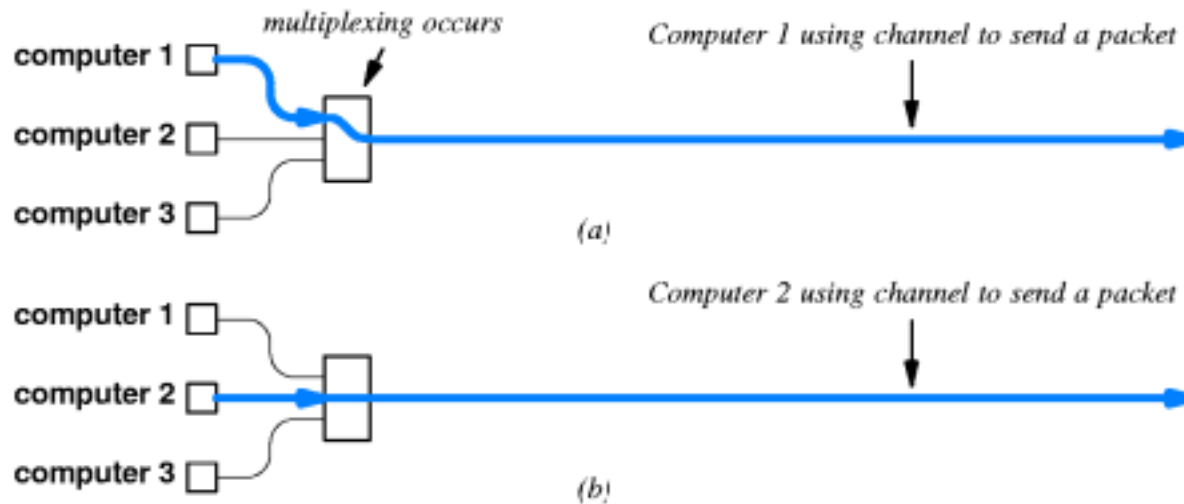 multiplexing occurs
Computer 1 using channel to send a packet
computer 1
computer 2
computer 3
(a)
Computer 2 using channel to send a packet
computer 1
computer 2
computer 3
(b)